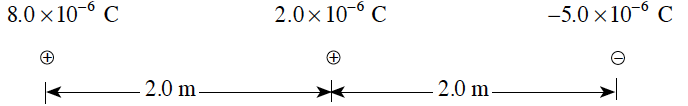 8.0×10⁻⁶ C 2.0×10⁻⁶ C −5.0×10⁻⁶ C
⊕ ⊕ ⊖
2.0 m 2.0 m